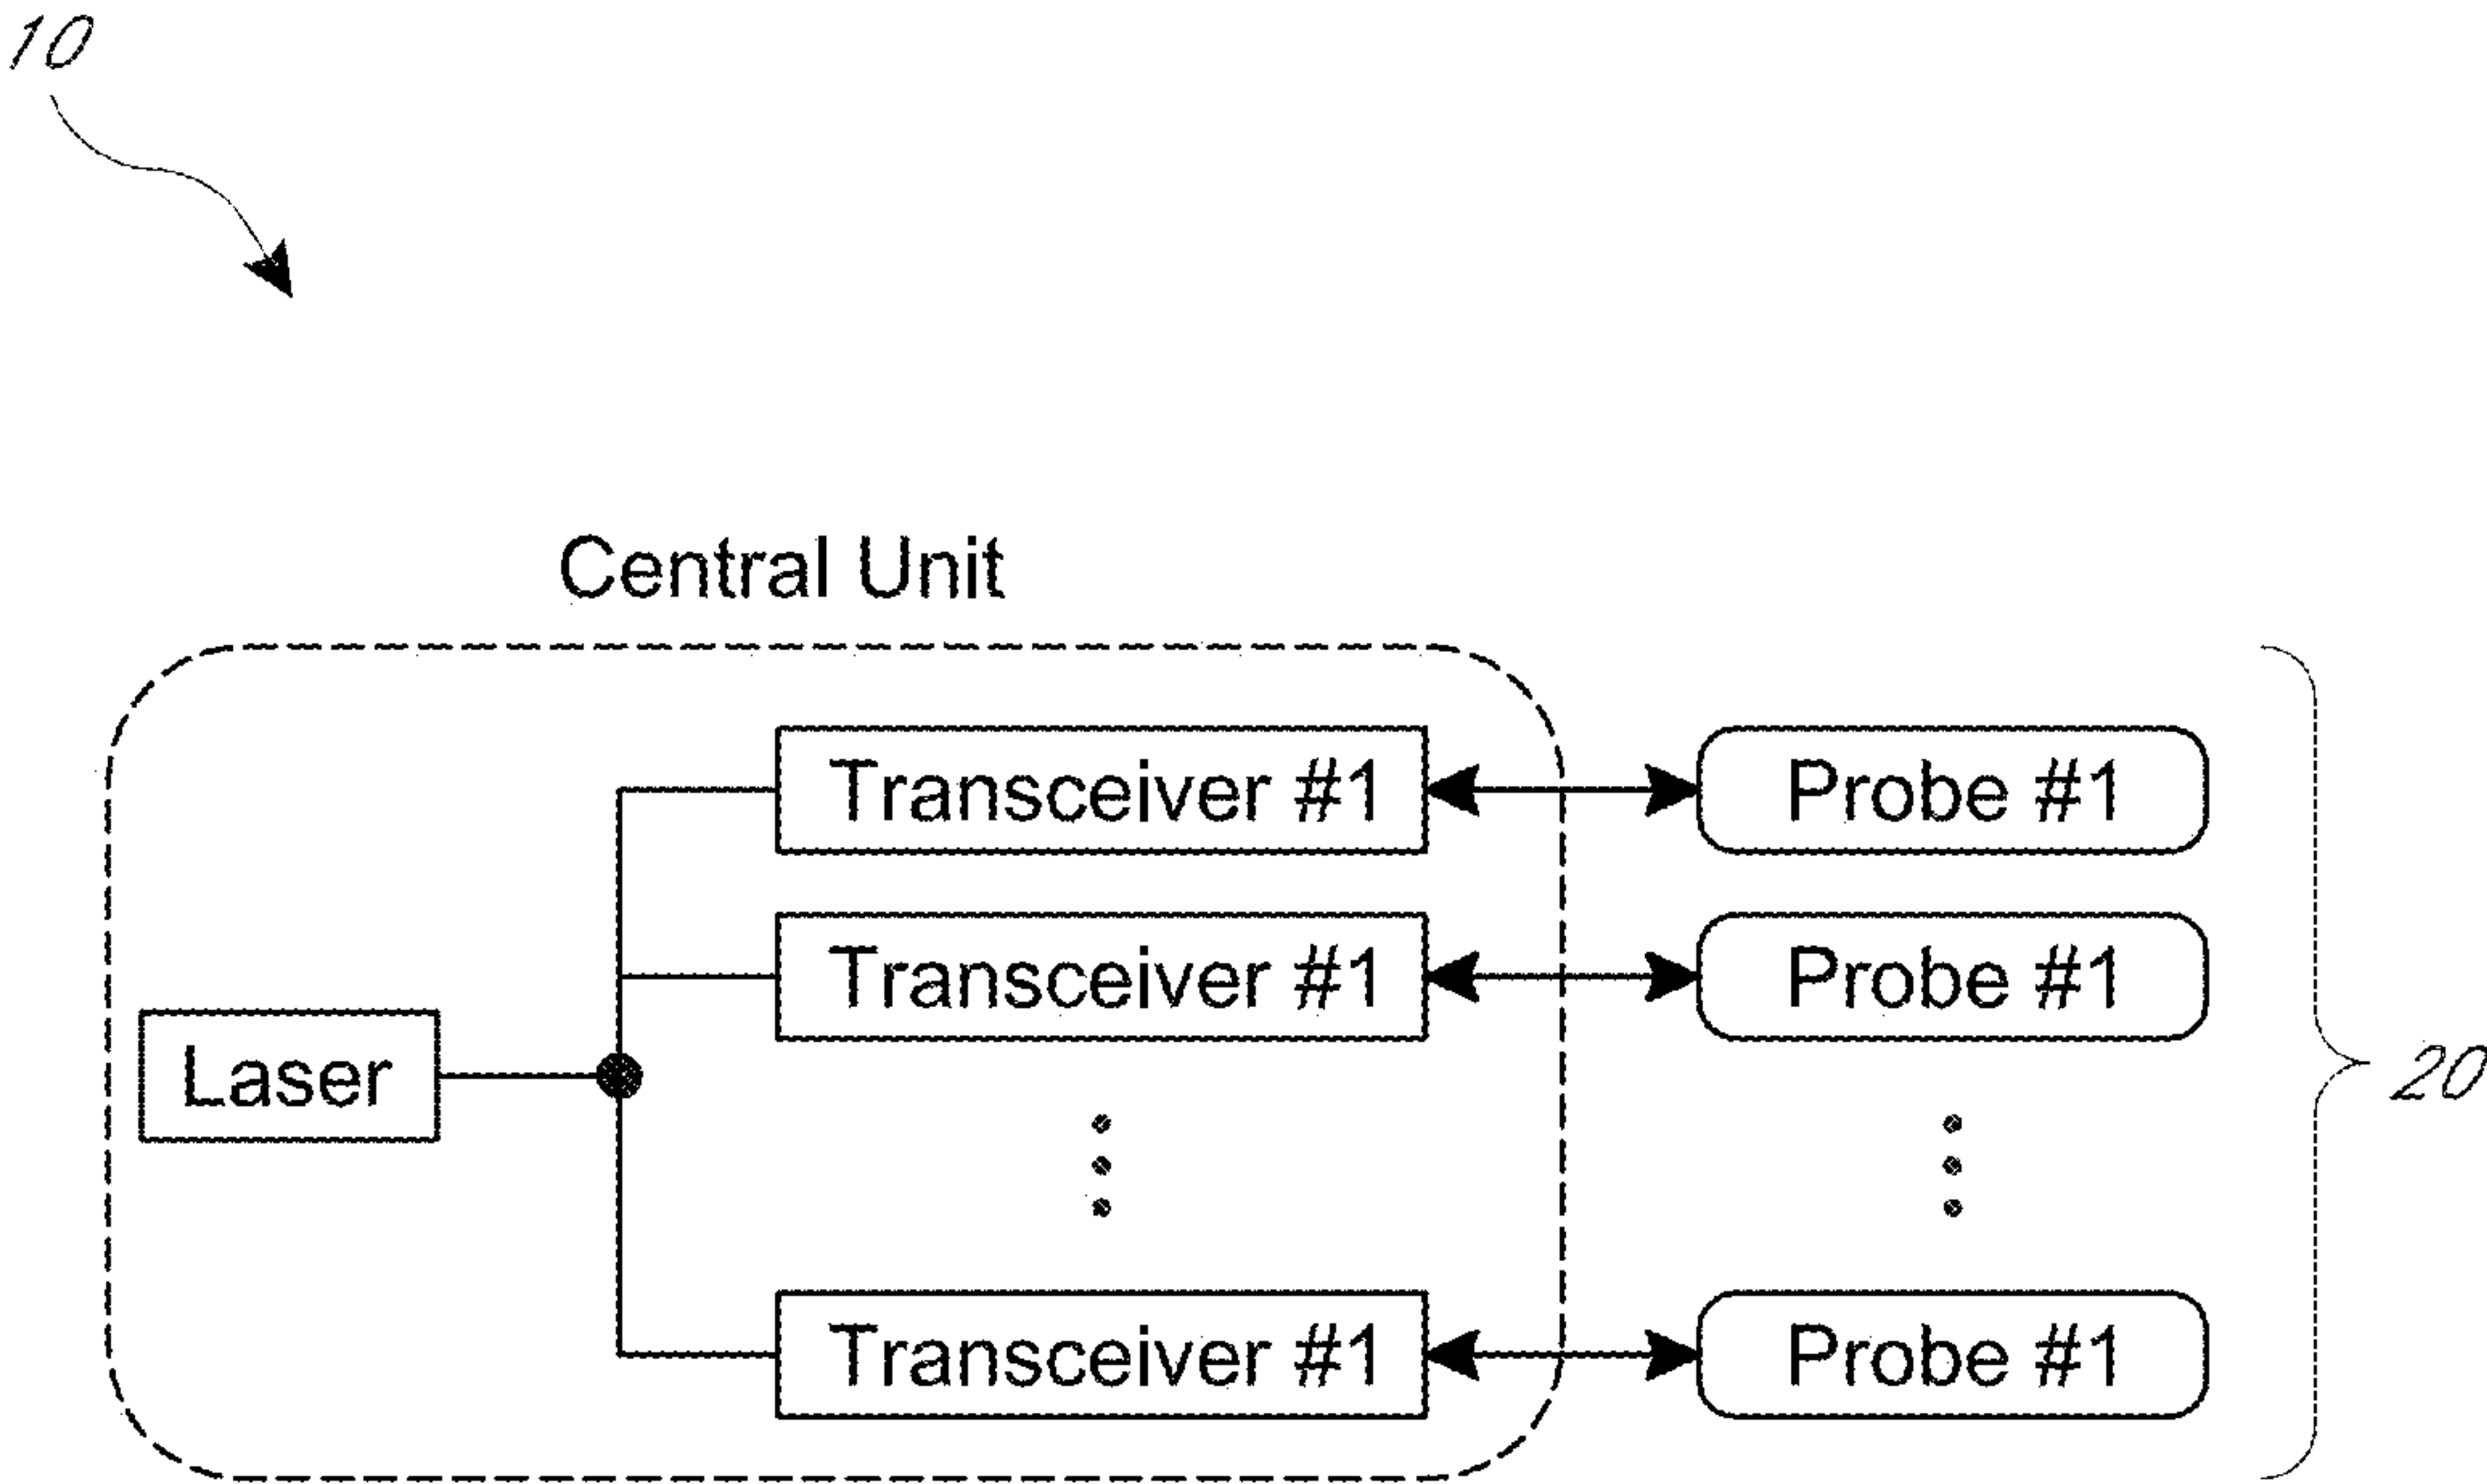 10
Central Unit
Transceiver #1 Probe #1
Transceiver #1 Probe #1
Laser
20
Transceiver #1 Probe #1